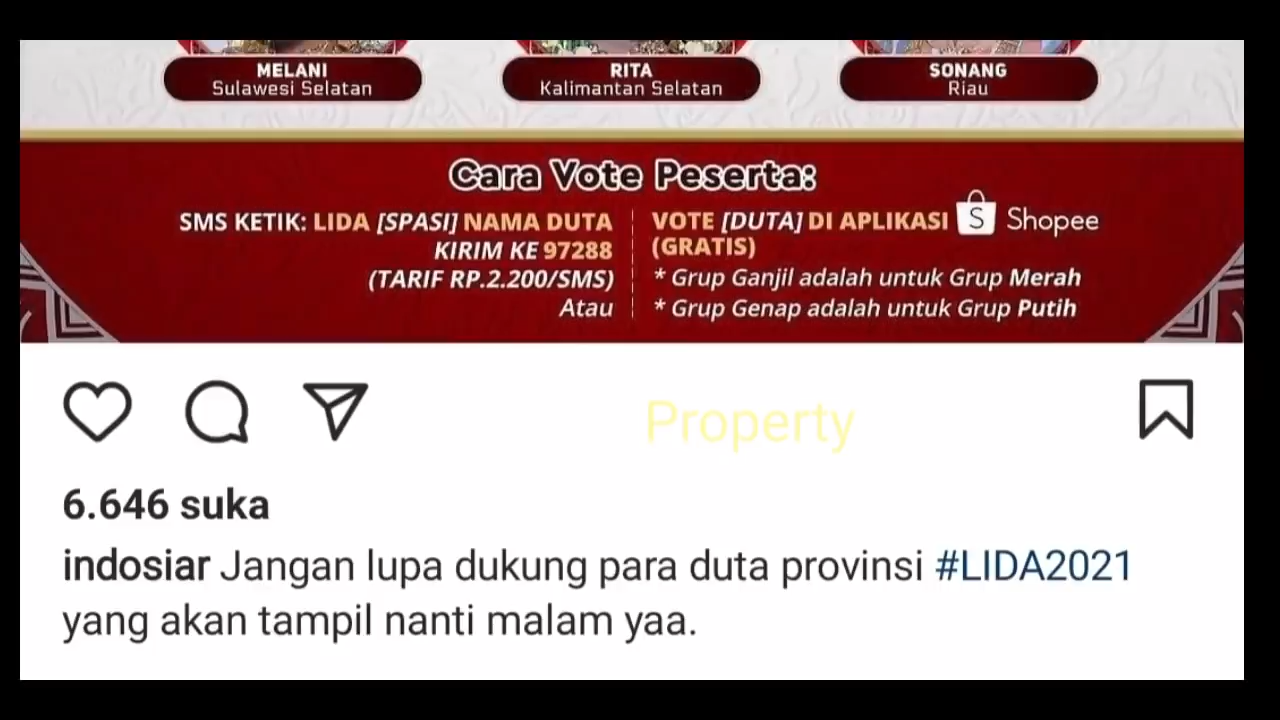 MELANI
Sulawesi Selatan
RITA
Kalimantan Selatan
SONANG
Riau
Cara Vote Peserta:
SMS KETIK: LIDA [SPASI] NAMA DUTA
KIRIM KE 97288
(TARIF RP.2.200/SMS)
Atau
VOTE [DUTA] DI APLIKASI S Shopee
(GRATIS)
* Grup Ganjil adalah untuk Grup Merah
* Grup Genap adalah untuk Grup Putih
Property
6.646 suka
indosiar Jangan lupa dukung para duta provinsi #LIDA2021
yang akan tampil nanti malam yaa.